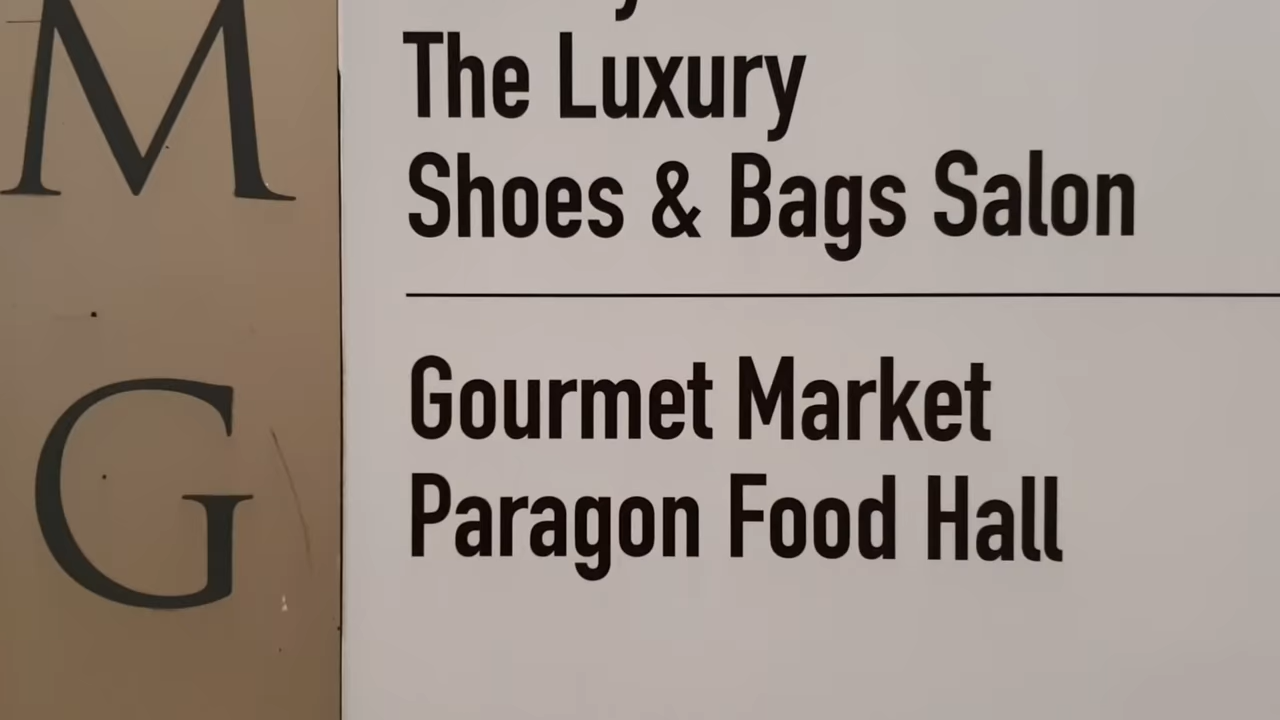 M
The Luxury
Shoes & Bags Salon
G
Gourmet Market
Paragon Food Hall